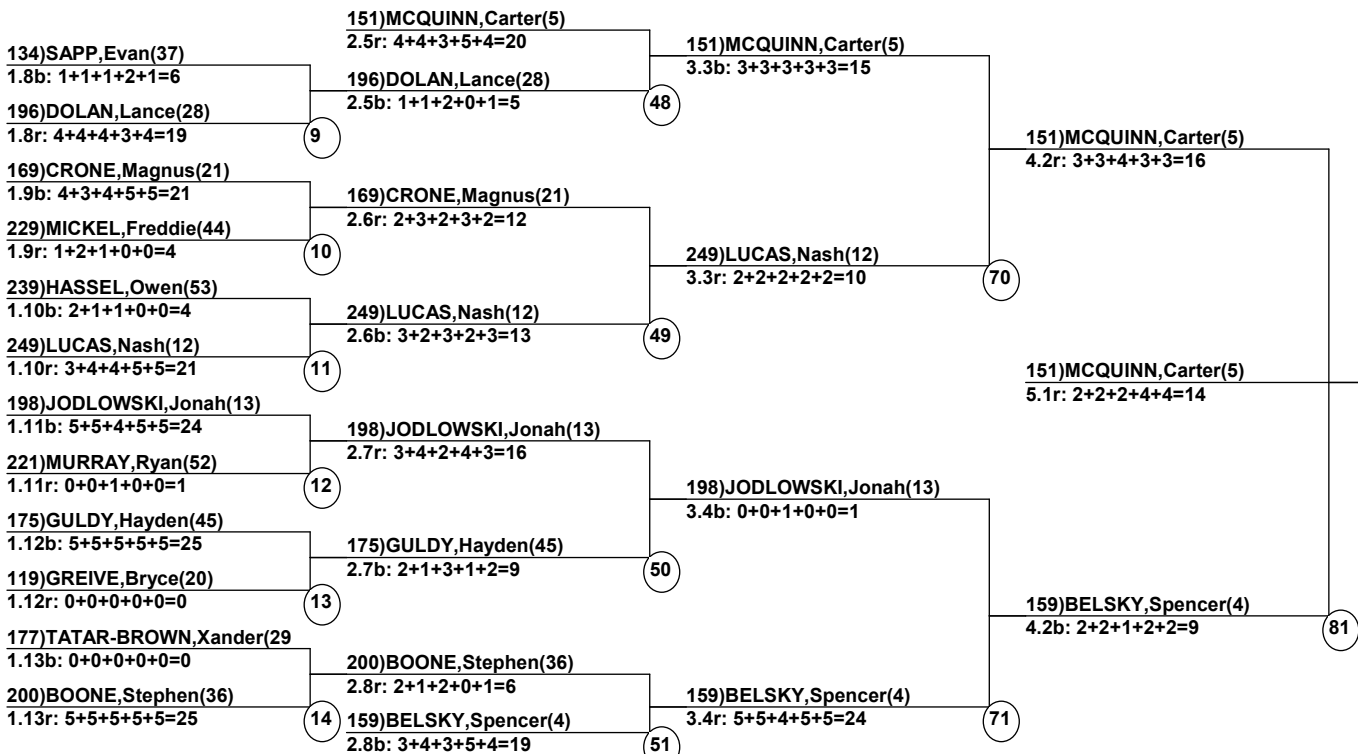 134)SAPP,Evan(37)
1.8b: 1+1+1+2+1=6
196)DOLAN,Lance(28)
1.8r: 4+4+4+3+4=19
9
169)CRONE,Magnus(21)
1.9b: 4+3+4+5+5=21
229)MICKEL,Freddie(44)
1.9r: 1+2+1+0+0=4
10
239)HASSEL,Owen(53)
1.10b: 2+1+1+0+0=4
249)LUCAS,Nash(12)
1.10r: 3+4+4+5+5=21
11
198)JODLOWSKI,Jonah(13)
1.11b: 5+5+4+5+5=24
221)MURRAY,Ryan(52)
1.11r: 0+0+1+0+0=1
12
175)GULDY,Hayden(45)
1.12b: 5+5+5+5+5=25
119)GREIVE,Bryce(20)
1.12r: 0+0+0+0+0=0
13
177)TATAR-BROWN,Xander(29
1.13b: 0+0+0+0+0=0
200)BOONE,Stephen(36)
1.13r: 5+5+5+5+5=25
14
151)MCQUINN,Carter(5)
2.5r: 4+4+3+5+4=20
196)DOLAN,Lance(28)
2.5b: 1+1+2+0+1=5
48
169)CRONE,Magnus(21)
2.6r: 2+3+2+3+2=12
249)LUCAS,Nash(12)
2.6b: 3+2+3+2+3=13
49
198)JODLOWSKI,Jonah(13)
2.7r: 3+4+2+4+3=16
175)GULDY,Hayden(45)
2.7b: 2+1+3+1+2=9
50
200)BOONE,Stephen(36)
2.8r: 2+1+2+0+1=6
159)BELSKY,Spencer(4)
2.8b: 3+4+3+5+4=19
51
151)MCQUINN,Carter(5)
3.3b: 3+3+3+3+3=15
249)LUCAS,Nash(12)
3.3r: 2+2+2+2+2=10
70
198)JODLOWSKI,Jonah(13)
3.4b: 0+0+1+0+0=1
159)BELSKY,Spencer(4)
3.4r: 5+5+4+5+5=24
71
151)MCQUINN,Carter(5)
4.2r: 3+3+4+3+3=16
159)BELSKY,Spencer(4)
4.2b: 2+2+1+2+2=9
81
151)MCQUINN,Carter(5)
5.1r: 2+2+2+4+4=14